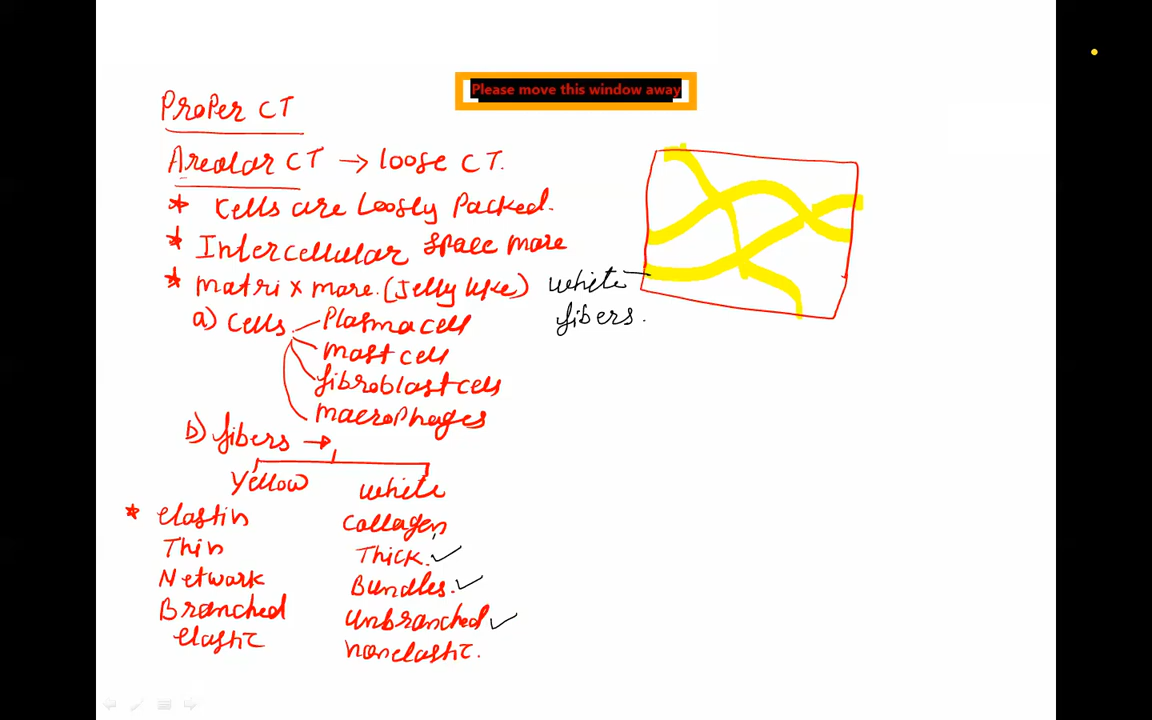 Please move this window away
Proper CT
Areolar CT → loose CT.
* Cells are Loosly Packed.
* Intercellular space more
* matrix more. (Jelly like)
a) Cells
Plasma cell
mast cell
fibroblast cells
macrophages
white
fibers.
b) fibers →
Yellow white
* elastin collagen
Thin Thick. ✓
Network Bundles. ✓
Branched unbranched ✓
elastic nonelastic.